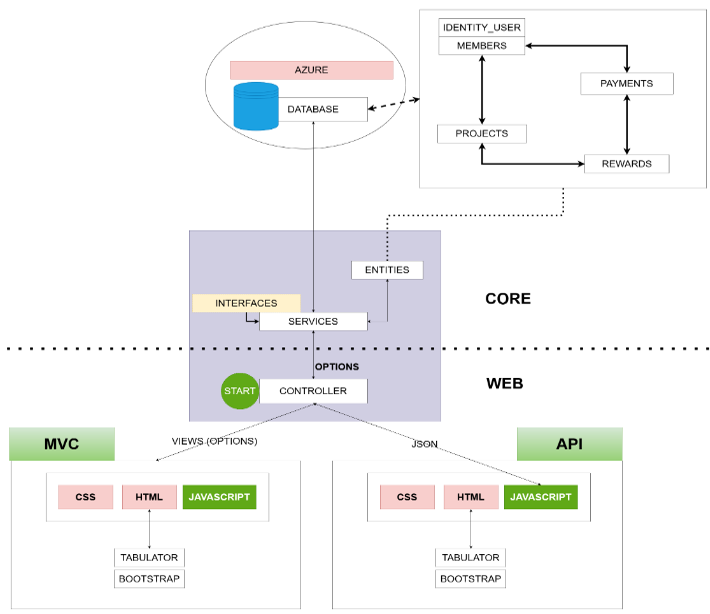 IDENTITY_USER
MEMBERS
AZURE
PAYMENTS
DATABASE
PROJECTS
REWARDS
ENTITIES
INTERFACES
CORE
SERVICES
OPTIONS
WEB
START
CONTROLLER
MVC
VIEWS (OPTIONS)
JSON
API
CSS
HTML
JAVASCRIPT
CSS
HTML
JAVASCRIPT
TABULATOR
BOOTSTRAP
TABULATOR
BOOTSTRAP